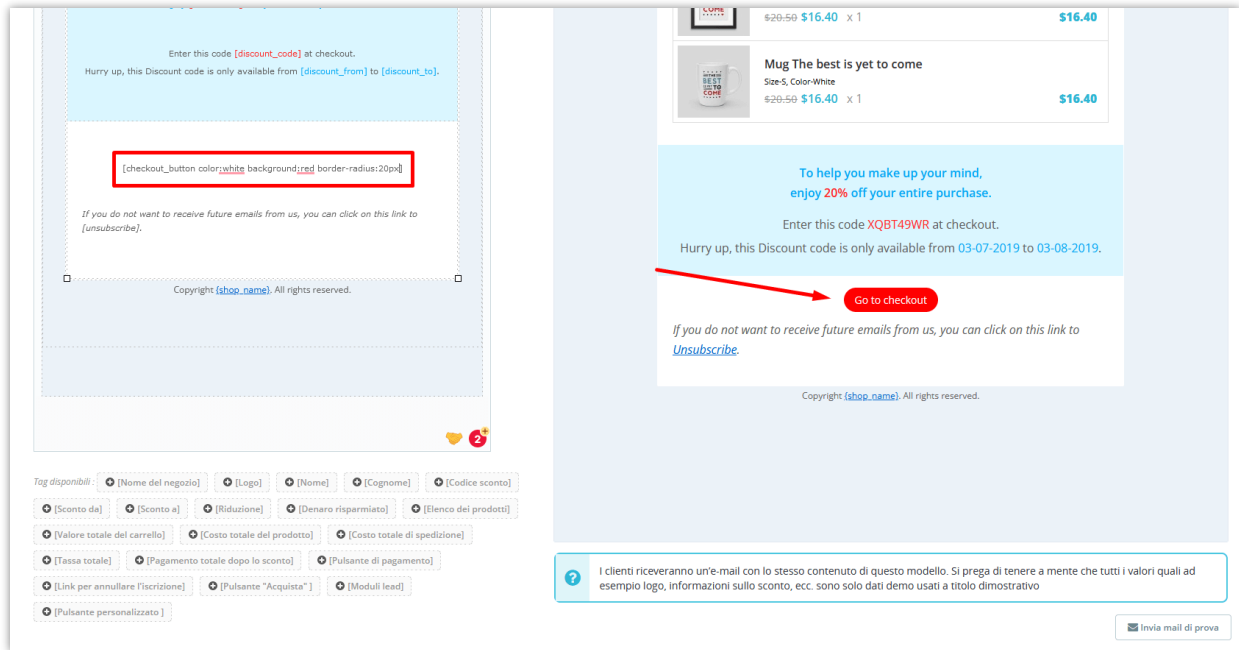 Enter this code [discount_code] at checkout.
Hurry up, this Discount code is only available from [discount_from] to [discount_to].
[checkout_button color:white background:red border-radius:20px]
If you do not want to receive future emails from us, you can click on this link to
[unsubscribe].
Copyright {shop_name}. All rights reserved.
2
Tag disponibili :
[Nome del negozio]
[Logo]
[Nome]
[Cognome]
[Codice sconto]
[Sconto da]
[Sconto a]
[Riduzione]
[Denaro risparmiato]
[Elenco dei prodotti]
[Valore totale del carrello]
[Costo totale del prodotto]
[Costo totale di spedizione]
[Tassa totale]
[Pagamento totale dopo lo sconto]
[Pulsante di pagamento]
[Link per annullare l'iscrizione]
[Pulsante "Acquista" ]
[Moduli lead]
[Pulsante personalizzato ]
COME
$20.50 $16.40 x 1
$16.40
BEST
COME
Mug The best is yet to come
Size-S, Color-White
$20.50 $16.40 x 1
$16.40
To help you make up your mind,
enjoy 20% off your entire purchase.
Enter this code XQBT49WR at checkout.
Hurry up, this Discount code is only available from 03-07-2019 to 03-08-2019.
Go to checkout
If you do not want to receive future emails from us, you can click on this link to
Unsubscribe.
Copyright {shop_name}. All rights reserved.
?
I clienti riceveranno un'e-mail con lo stesso contenuto di questo modello. Si prega di tenere a mente che tutti i valori quali ad
esempio logo, informazioni sullo sconto, ecc. sono solo dati demo usati a titolo dimostrativo
Invia mail di prova